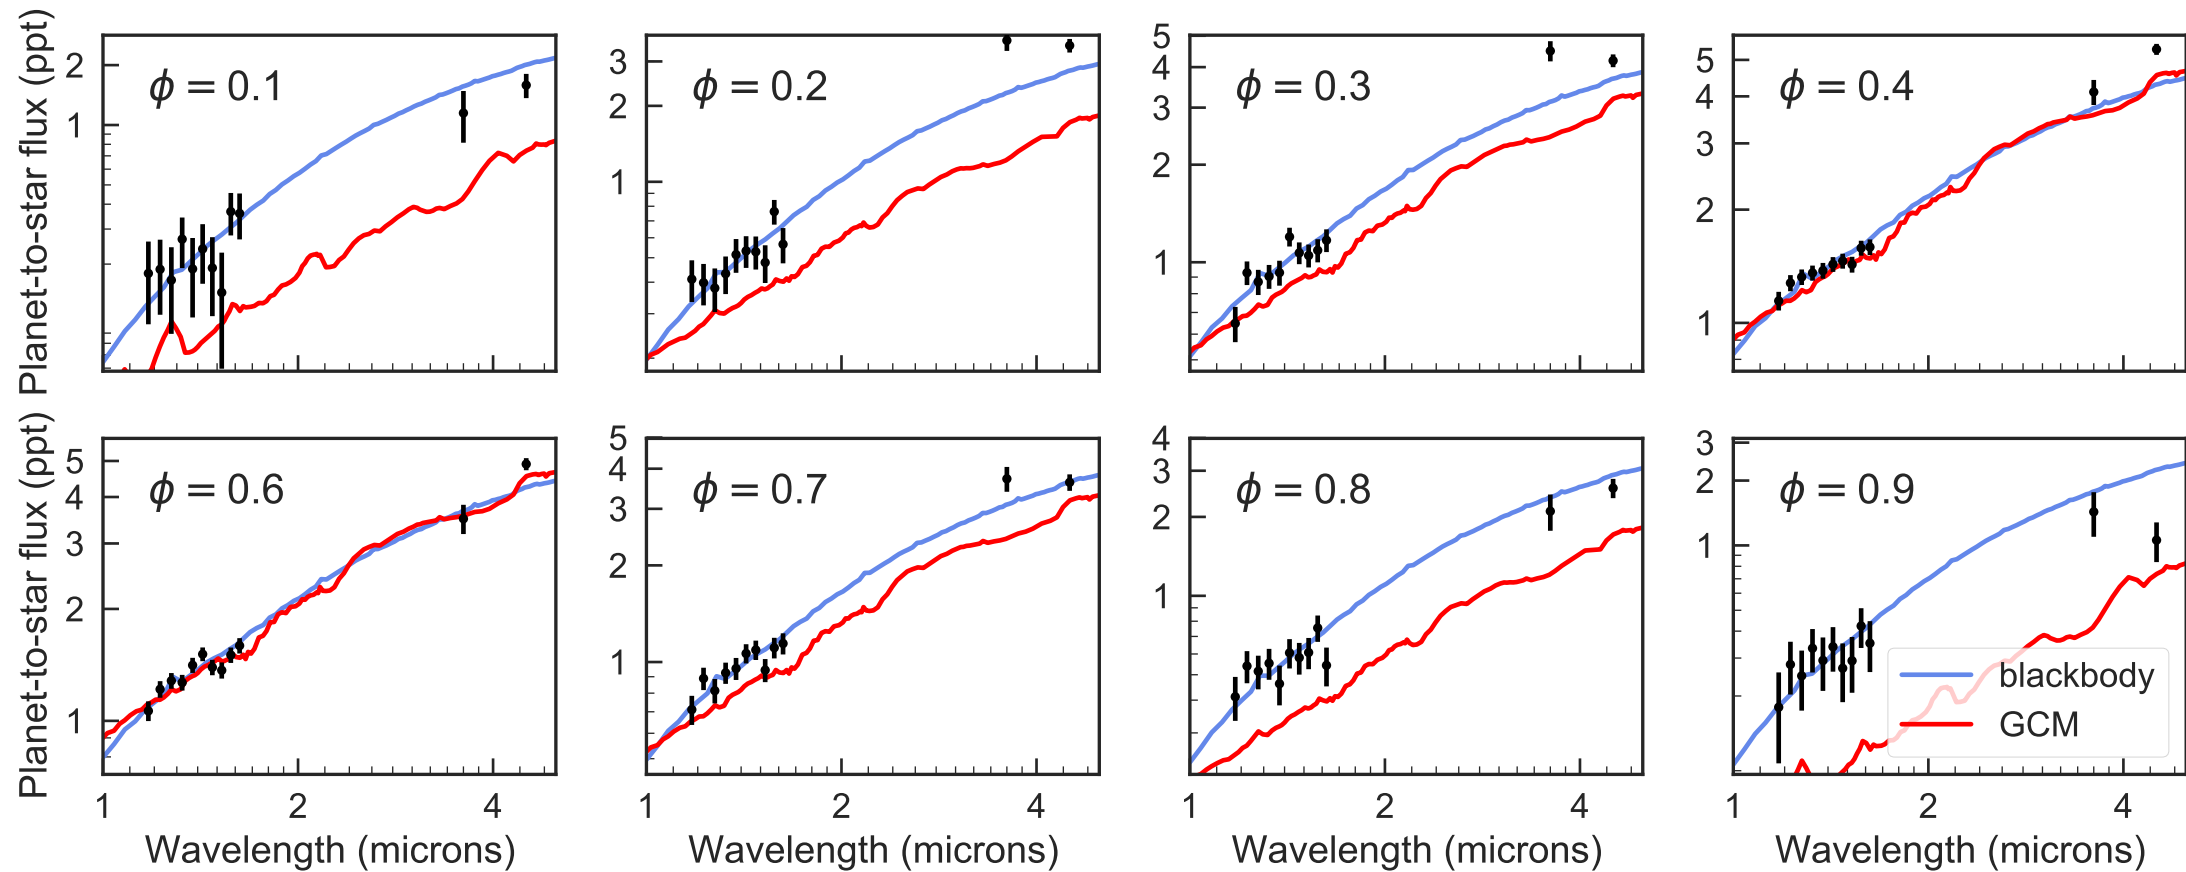 Planet-to-star flux (ppt)
2
1
ϕ = 0.1
3
2
1
ϕ = 0.2
5
4
3
2
1
ϕ = 0.3
5
4
3
2
1
ϕ = 0.4
Planet-to-star flux (ppt)
5
4
3
2
1
ϕ = 0.6
1 2 4
Wavelength (microns)
5
4
3
2
1
ϕ = 0.7
1 2 4
Wavelength (microns)
4
3
2
1
ϕ = 0.8
1 2 4
Wavelength (microns)
3
2
1
ϕ = 0.9
blackbody
GCM
1 2 4
Wavelength (microns)